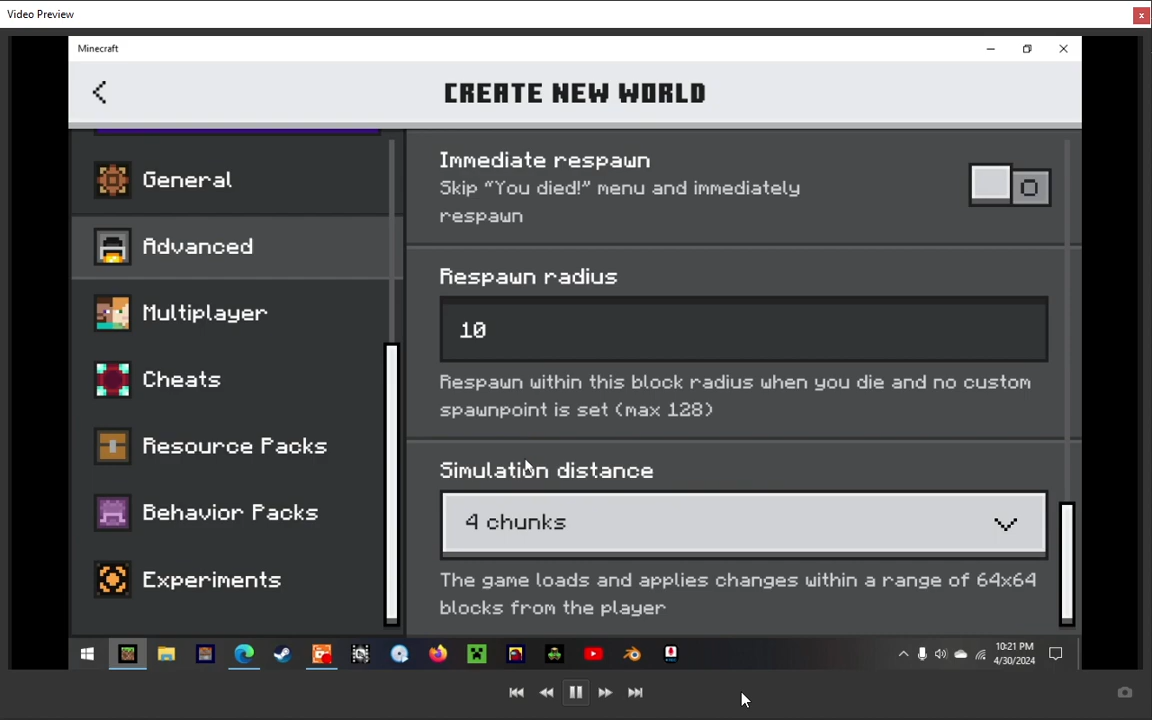 Video Preview
Minecraft
CREATE NEW WORLD
General
Advanced
Multiplayer
Cheats
Resource Packs
Behavior Packs
Experiments
Immediate respawn
Skip “You died!” menu and immediately
respawn
Respawn radius
10
Respawn within this block radius when you die and no custom
spawnpoint is set (max 128)
Simulation distance
4 chunks
The game loads and applies changes within a range of 64x64
blocks from the player
10:21 PM
4/30/2024